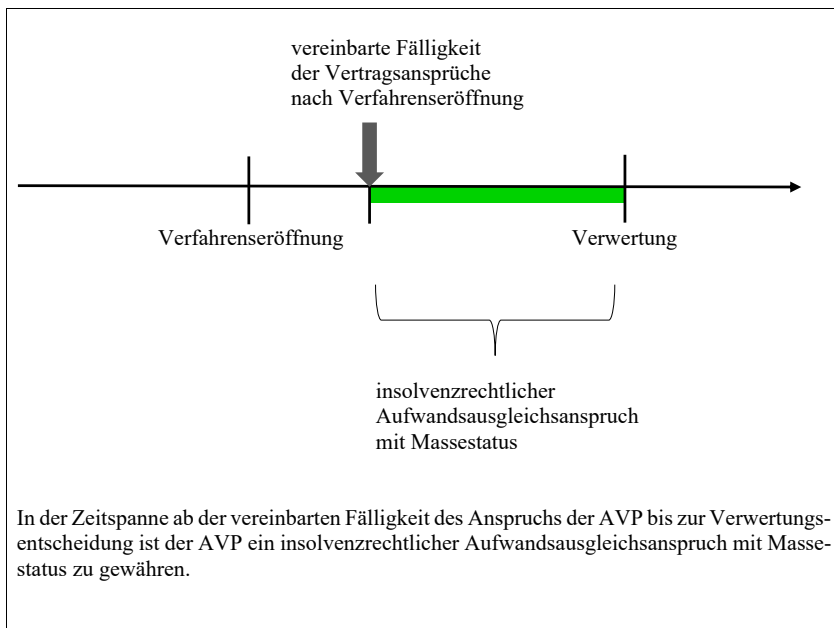 vereinbarte Fälligkeit
der Vertragsansprüche
nach Verfahrenseröffnung
Verfahrenseröffnung
Verwertung
insolvenzrechtlicher
Aufwandsausgleichsanspruch
mit Massestatus
In der Zeitspanne ab der vereinbarten Fälligkeit des Anspruchs der AVP bis zur Verwertungs-
entscheidung ist der AVP ein insolvenzrechtlicher Aufwandsausgleichsanspruch mit Masse-
status zu gewähren.